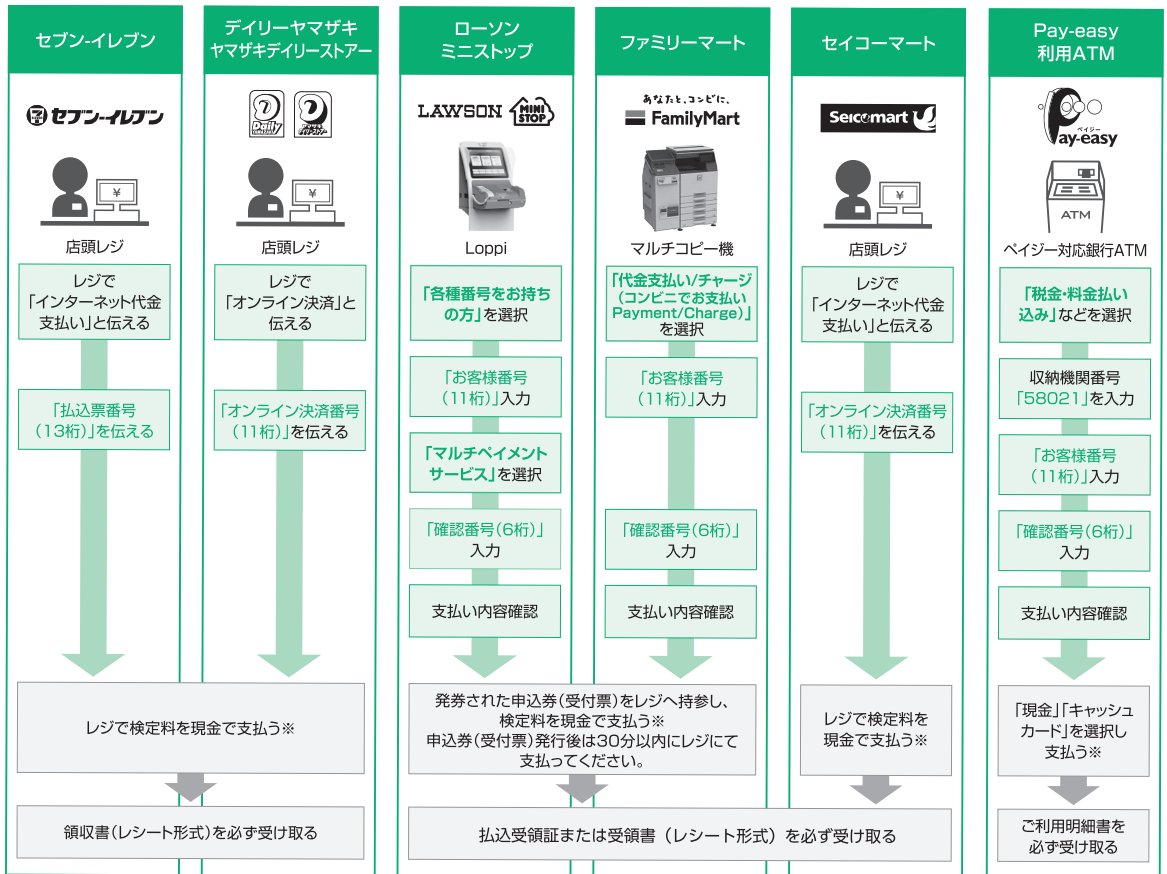 セブン-イレブン
セブン-イレブン
店頭レジ
レジで
「インターネット代金
支払い」と伝える
「払込票番号
(13桁)」を伝える
デイリーヤマザキ
ヤマザキデイリーストアー
Daily
店頭レジ
レジで
「オンライン決済」と
伝える
「オンライン決済番号
(11桁)」を伝える
レジで検定料を現金で支払う※
領収書(レシート形式)を必ず受け取る
ローソン
ミニストップ
LAWSON
MINI
STOP
Loppi
「各種番号をお持ち
の方」を選択
「お客様番号
(11桁)」入力
「マルチペイメント
サービス」を選択
「確認番号(6桁)」
入力
支払い内容確認
ファミリーマート
あなたと、コンビに、
FamilyMart
マルチコピー機
「代金支払い/チャージ
(コンビニでお支払い
Payment/Charge)」
を選択
「お客様番号
(11桁)」入力
「確認番号(6桁)」
入力
支払い内容確認
発券された申込券(受付票)をレジへ持参し、
検定料を現金で支払う※
申込券(受付票)発行後は30分以内にレジにて
支払ってください。
セイコーマート
Seicomart
店頭レジ
レジで
「インターネット代金
支払い」と伝える
「オンライン決済番号
(11桁)」を伝える
レジで検定料を
現金で支払う※
払込受領証または受領書(レシート形式)を必ず受け取る
Pay-easy
利用ATM
ペイジー
Pay-easy
ATM
ペイジー対応銀行ATM
「税金・料金払い
込み」などを選択
収納機関番号
「58021」を入力
「お客様番号
(11桁)」入力
「確認番号(6桁)」
入力
支払い内容確認
「現金」「キャッシュ
カード」を選択し
支払う※
ご利用明細書を
必ず受け取る